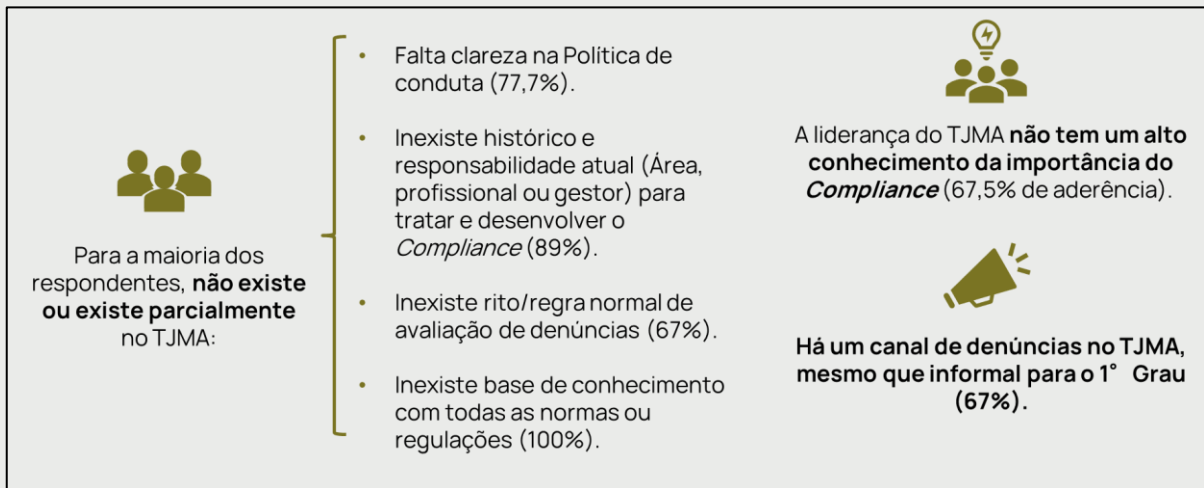 Para a maioria dos
respondentes, não existe
ou existe parcialmente
no TJMA:
• Falta clareza na Política de
conduta (77,7%).
• Inexiste histórico e
responsabilidade atual (Área,
profissional ou gestor) para
tratar e desenvolver o
Compliance (89%).
• Inexiste rito/regra normal de
avaliação de denúncias (67%).
• Inexiste base de conhecimento
com todas as normas ou
regulações (100%).
A liderança do TJMA não tem um alto
conhecimento da importância do
Compliance (67,5% de aderência).
Há um canal de denúncias no TJMA,
mesmo que informal para o 1° Grau
(67%).